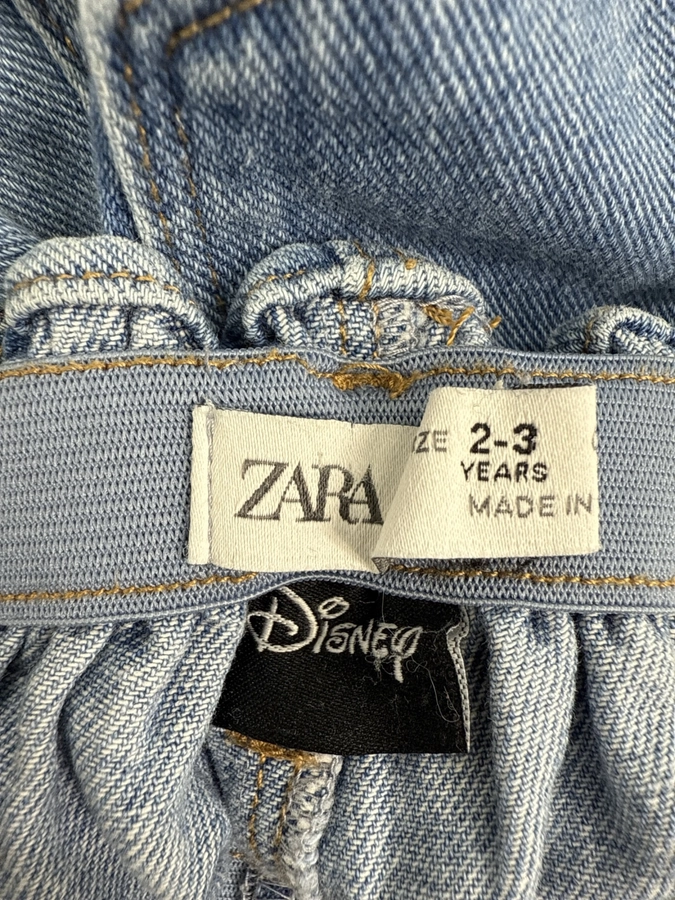 ZARA
ZE 2-3
YEARS
MADE IN
Disney